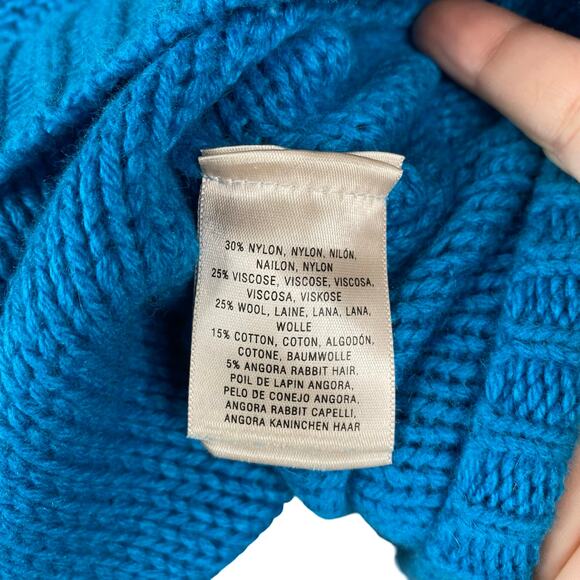 30% NYLON, NYLON, NILÓN,
NAILON, NYLON
25% VISCOSE, VISCOSE, VISCOSA,
VISCOSA, VISKOSE
25% WOOL, LAINE, LANA, LANA,
WOLLE
15% COTTON, COTON, ALGODÓN,
COTONE, BAUMWOLLE
5% ANGORA RABBIT HAIR,
POIL DE LAPIN ANGORA,
PELO DE CONEJO ANGORA,
ANGORA RABBIT CAPELLI,
ANGORA KANINCHEN HAAR